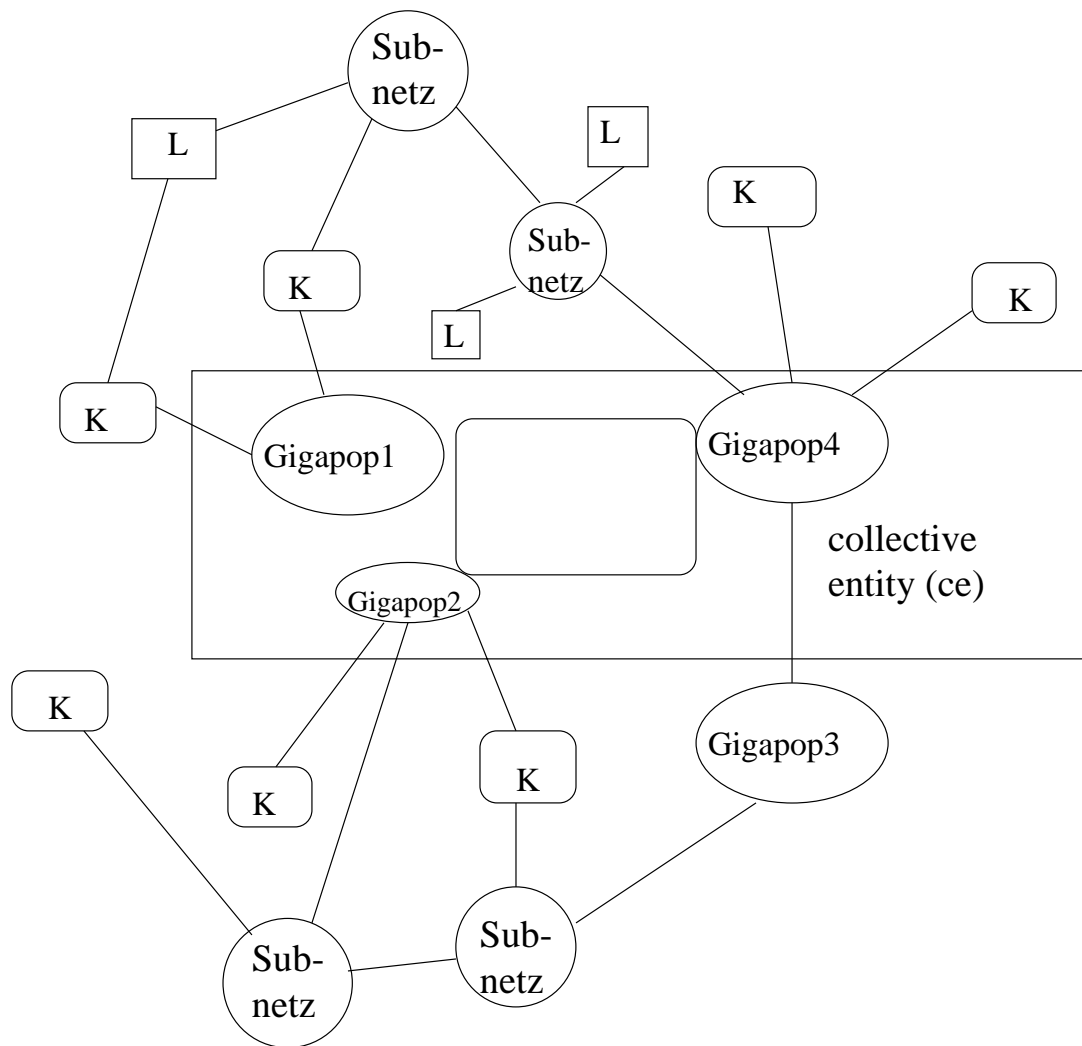 Sub-
netz
L
L
K
Sub-
netz
K
K
L
K
Gigapop1
Gigapop4
collective
entity (ce)
Gigapop2
K
Gigapop3
K
K
Sub-
netz
Sub-
netz